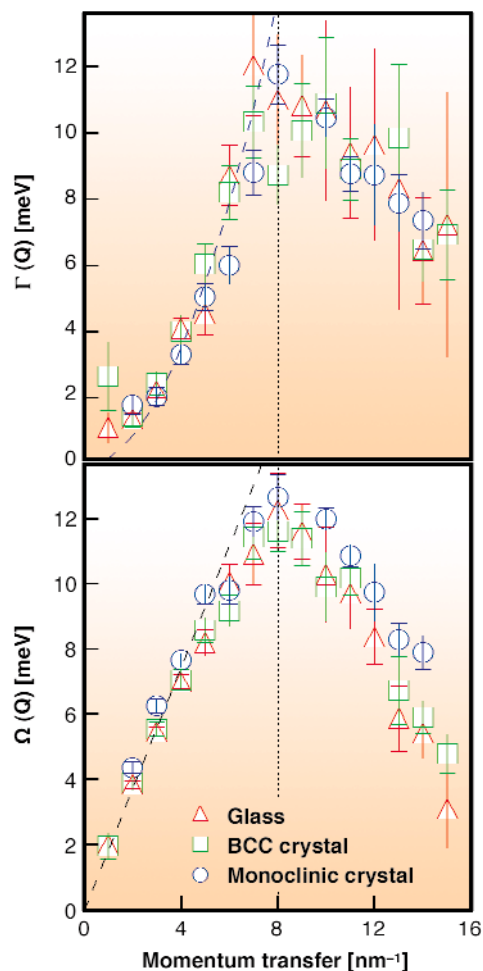 12
10
8
6
4
2
0
Γ (Q) [meV]
12
10
8
6
4
2
0
Ω (Q) [meV]
Glass
BCC crystal
Monoclinic crystal
0 4 8 12 16
Momentum transfer [nm⁻¹]